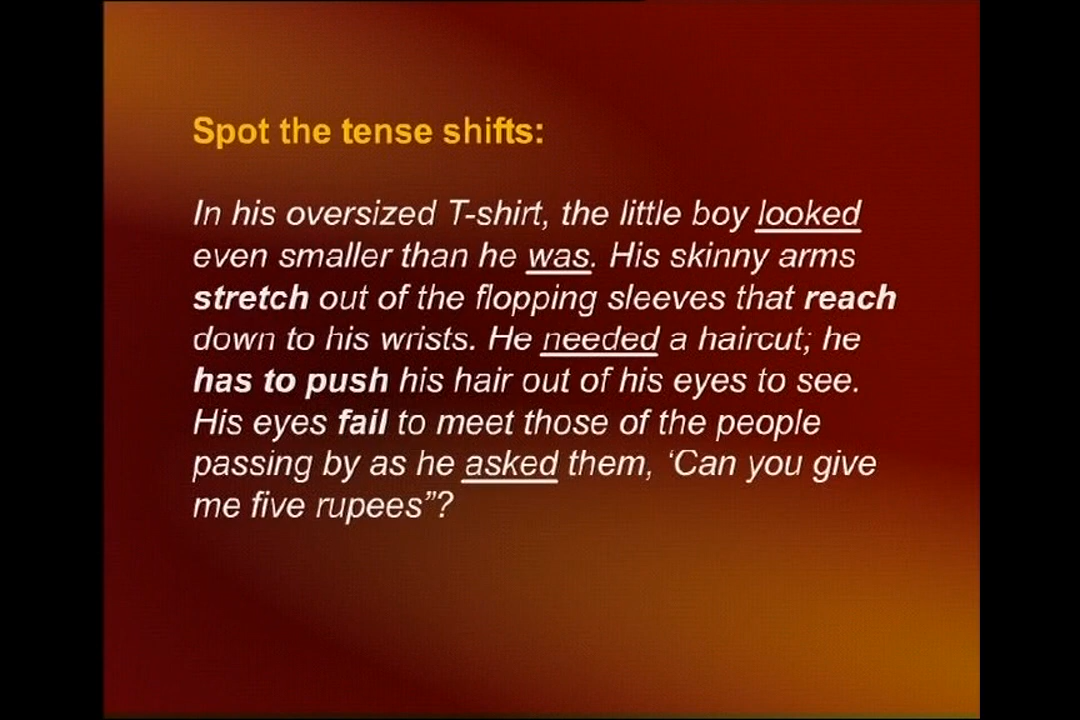 Spot the tense shifts:
In his oversized T-shirt, the little boy looked
even smaller than he was. His skinny arms
stretch out of the flopping sleeves that reach
down to his wrists. He needed a haircut; he
has to push his hair out of his eyes to see.
His eyes fail to meet those of the people
passing by as he asked them, ‘Can you give
me five rupees”?